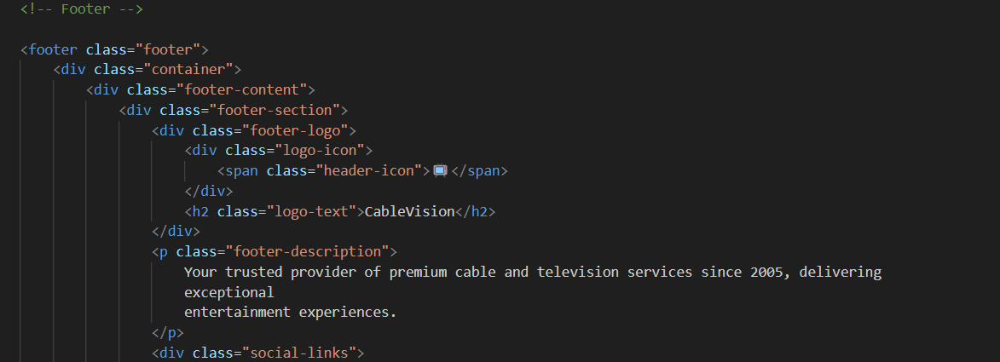 <!-- Footer -->
<footer class="footer">
<div class="container">
<div class="footer-content">
<div class="footer-section">
<div class="footer-logo">
<div class="logo-icon">
<span class="header-icon">📺</span>
</div>
<h2 class="logo-text">CableVision</h2>
</div>
<p class="footer-description">
Your trusted provider of premium cable and television services since 2005, delivering
exceptional
entertainment experiences.
</p>
<div class="social-links">